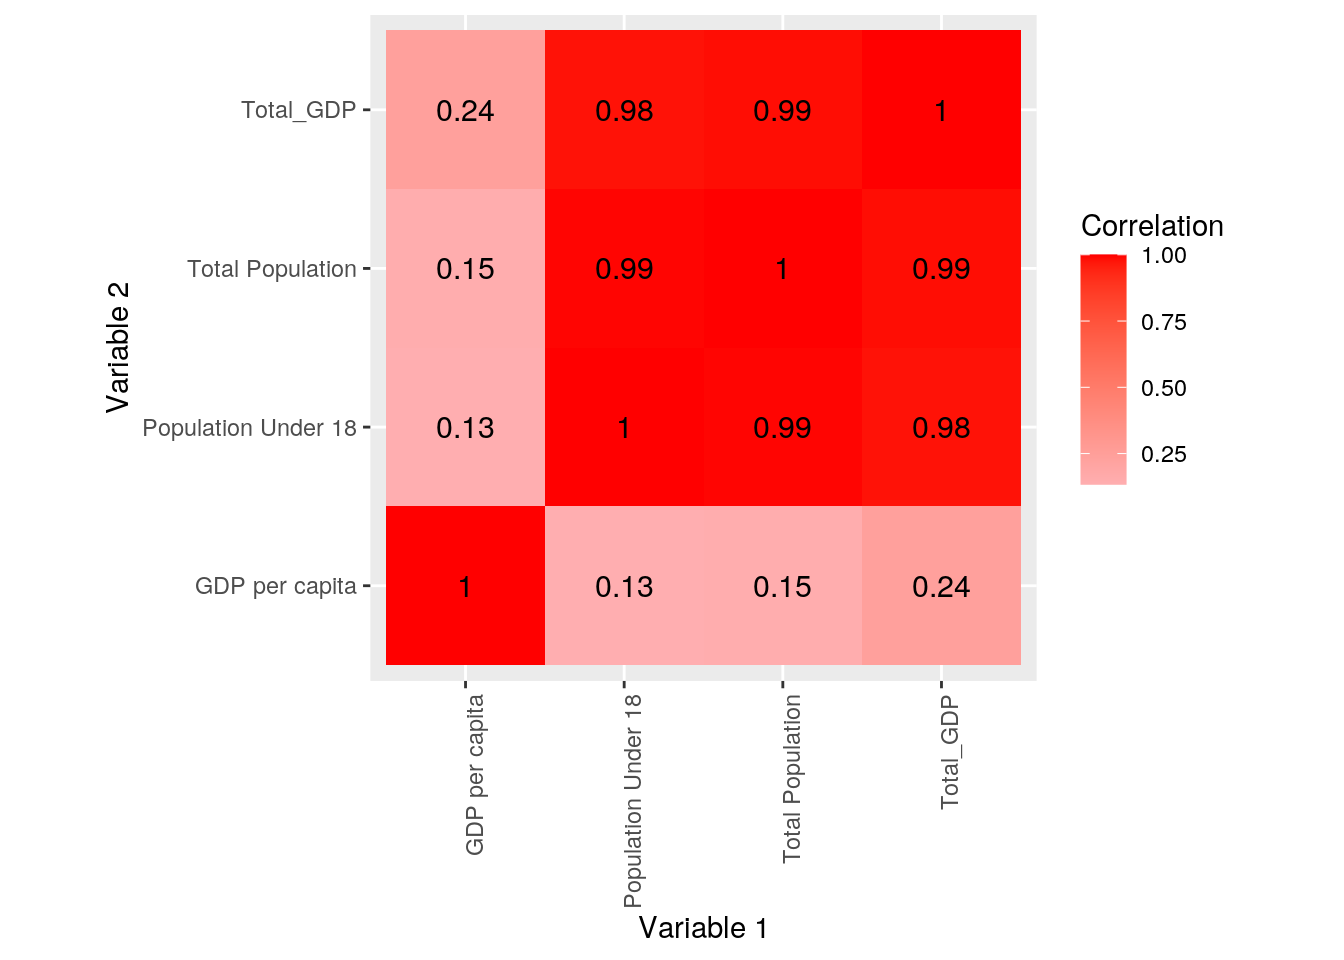 Total_GDP
0.24
0.98
0.99
1
Total Population
0.15
0.99
1
0.99
Population Under 18
0.13
1
0.99
0.98
GDP per capita
1
0.13
0.15
0.24
Variable 2
GDP per capita
Population Under 18
Total Population
Total_GDP
Variable 1
Correlation
1.00
0.75
0.50
0.25